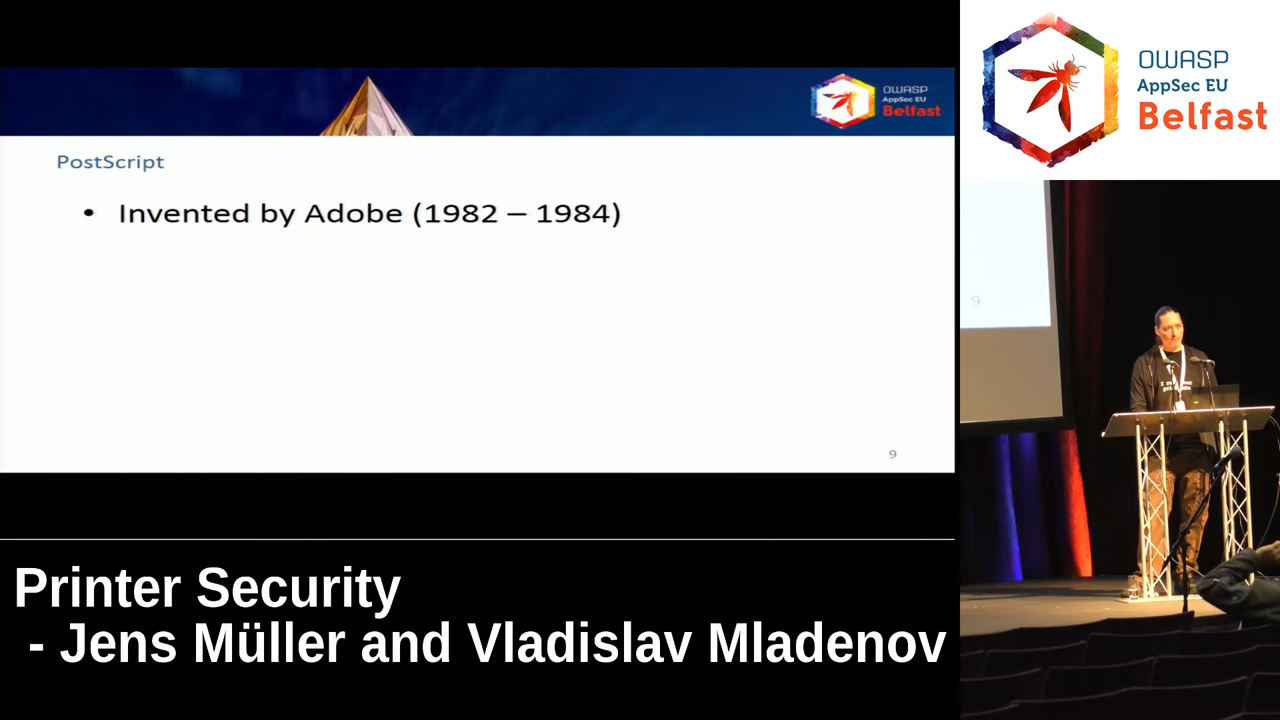 OWASP
AppSec EU
Belfast
PostScript
• Invented by Adobe (1982 – 1984)
9
Printer Security
- Jens Müller and Vladislav Mladenov
OWASP
AppSec EU
Belfast
9